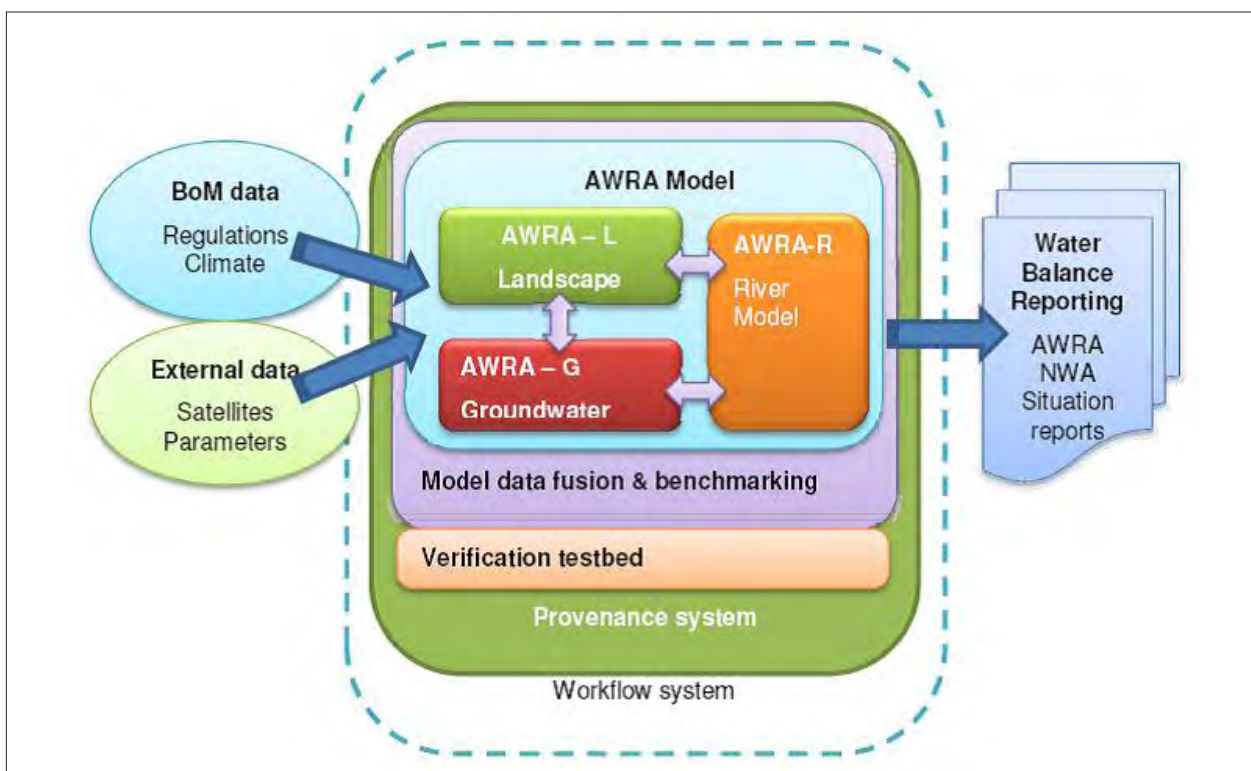 BoM data
Regulations
Climate
External data
Satellites
Parameters
AWRA Model
AWRA – L
Landscape
AWRA – G
Groundwater
AWRA-R
River
Model
Model data fusion & benchmarking
Verification testbed
Provenance system
Workflow system
Water
Balance
Reporting
AWRA
NWA
Situation
reports